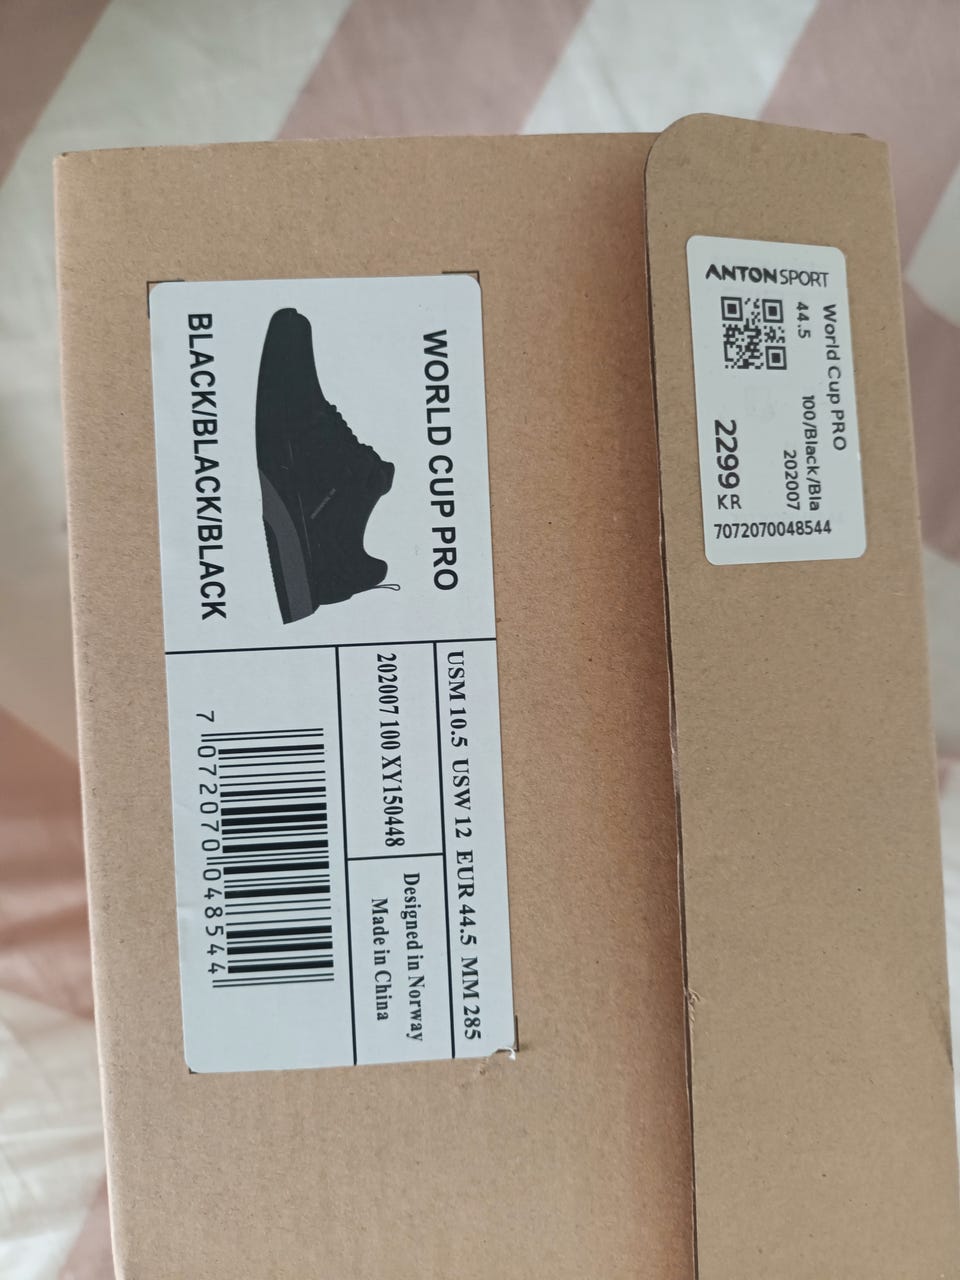 WORLD CUP PRO
BLACK/BLACK/BLACK
USM 10.5 USW 12 EUR 44.5 MM 285
202007 100 XY150448
Designed in Norway
Made in China
7 072070 048544
ANTON SPORT
World Cup PRO
44.5
100/Black/Bla
202007
2299 KR
7072070048544